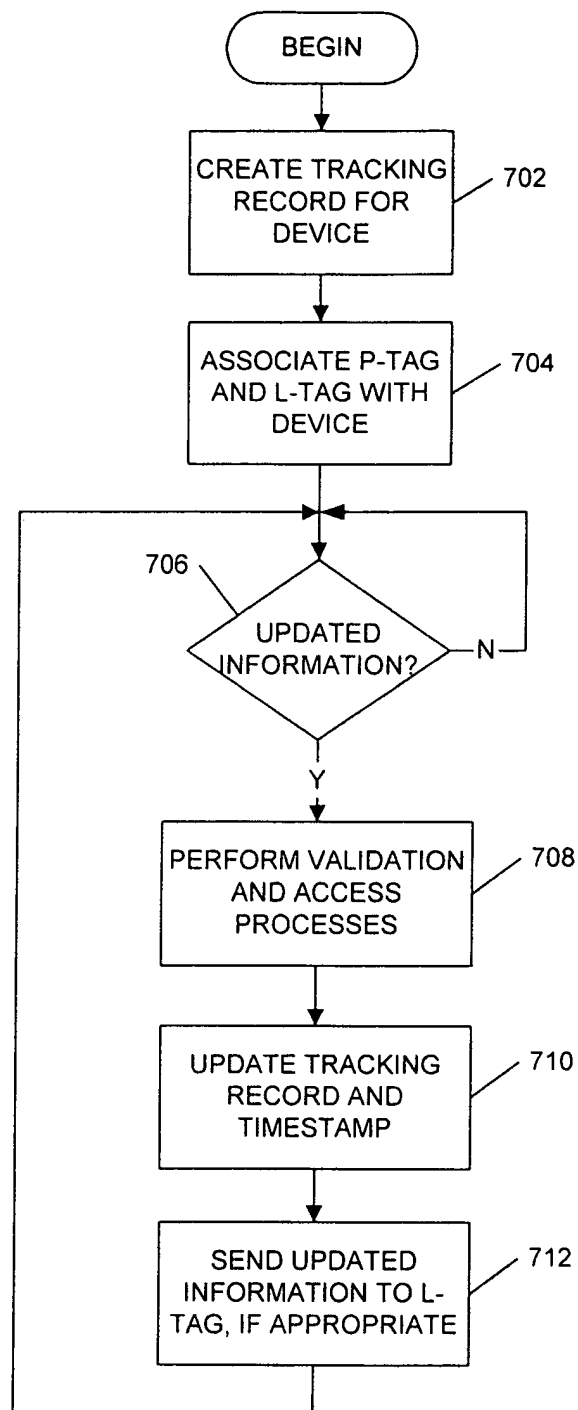 BEGIN
CREATE TRACKING
RECORD FOR
DEVICE
702
ASSOCIATE P-TAG
AND L-TAG WITH
DEVICE
704
706
UPDATED
INFORMATION?
N
Y
PERFORM VALIDATION
AND ACCESS
PROCESSES
708
UPDATE TRACKING
RECORD AND
TIMESTAMP
710
SEND UPDATED
INFORMATION TO L-
TAG, IF APPROPRIATE
712